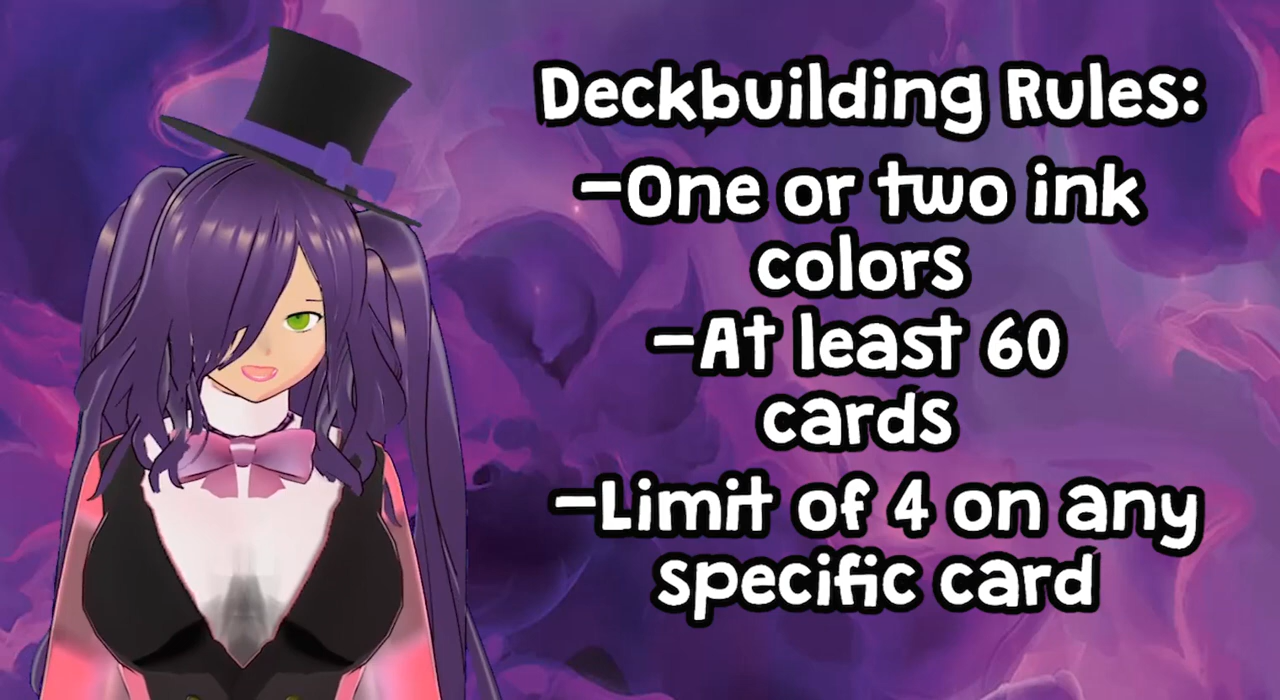 Deckbuilding Rules:
-One or two ink
colors
-At least 60
cards
-Limit of 4 on any
specific card